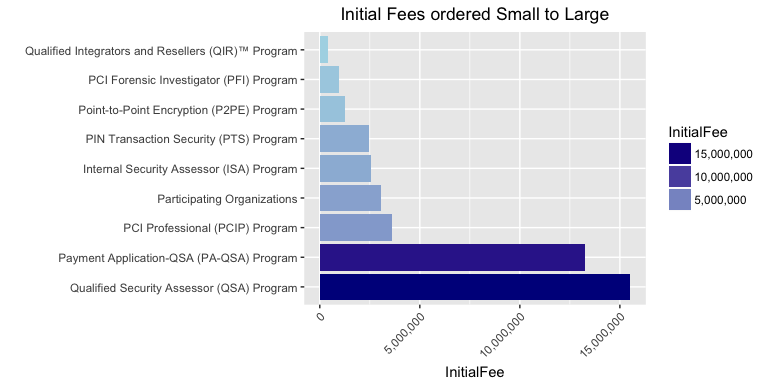 Initial Fees ordered Small to Large
Qualified Integrators and Resellers (QIR)™ Program
PCI Forensic Investigator (PFI) Program
Point-to-Point Encryption (P2PE) Program
PIN Transaction Security (PTS) Program
Internal Security Assessor (ISA) Program
Participating Organizations
PCI Professional (PCIP) Program
Payment Application-QSA (PA-QSA) Program
Qualified Security Assessor (QSA) Program
0
5,000,000
10,000,000
15,000,000
InitialFee
InitialFee
15,000,000
10,000,000
5,000,000